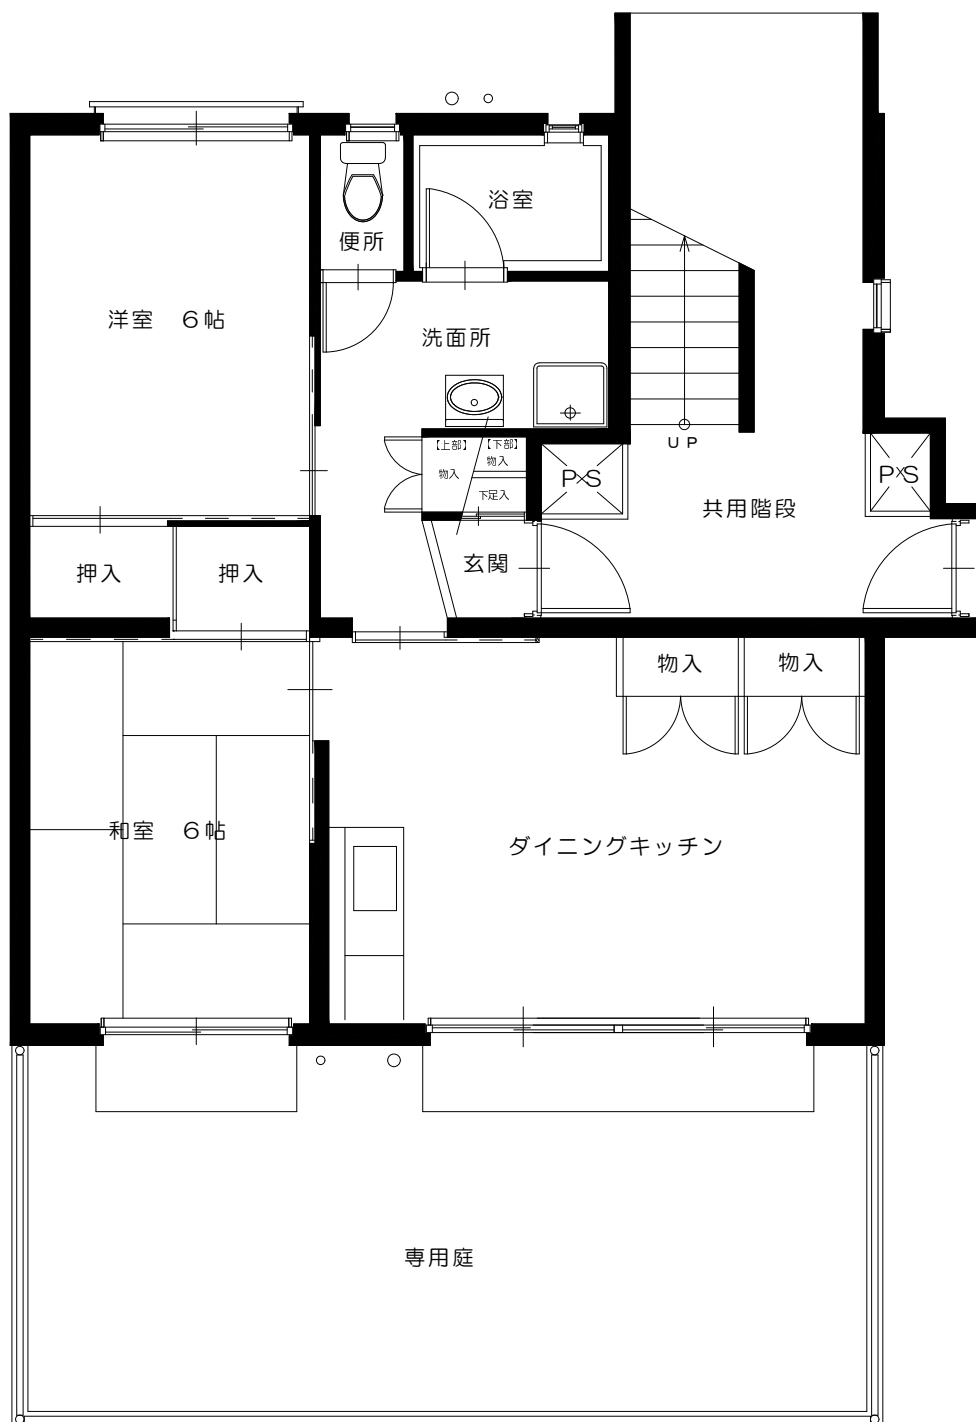 浴室
便所
洋室 6帖
洗面所
UP
【上部】
【下部】
物入
物入
下足入
PS
PS
共用階段
玄関
押入
押入
物入
物入
和室 6帖
ダイニングキッチン
専用庭